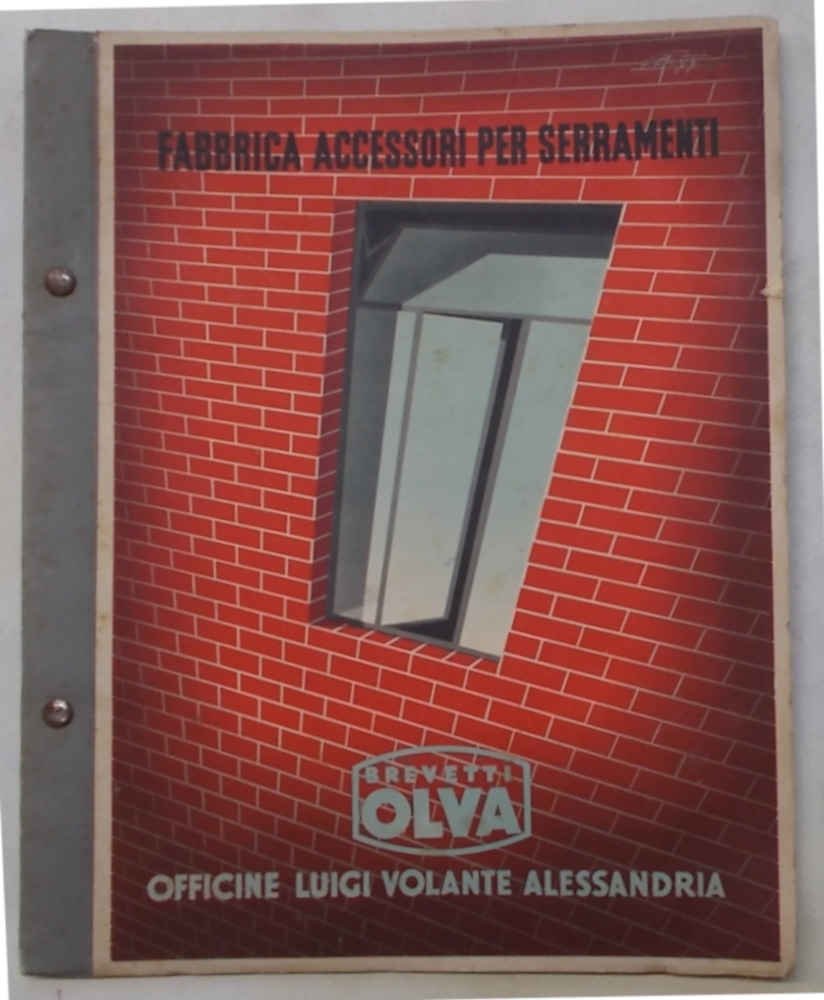 FABBRICA ACCESSORI PER SERRAMENTI
BREVETTI
OLVA
OFFICINE LUIGI VOLANTE ALESSANDRIA